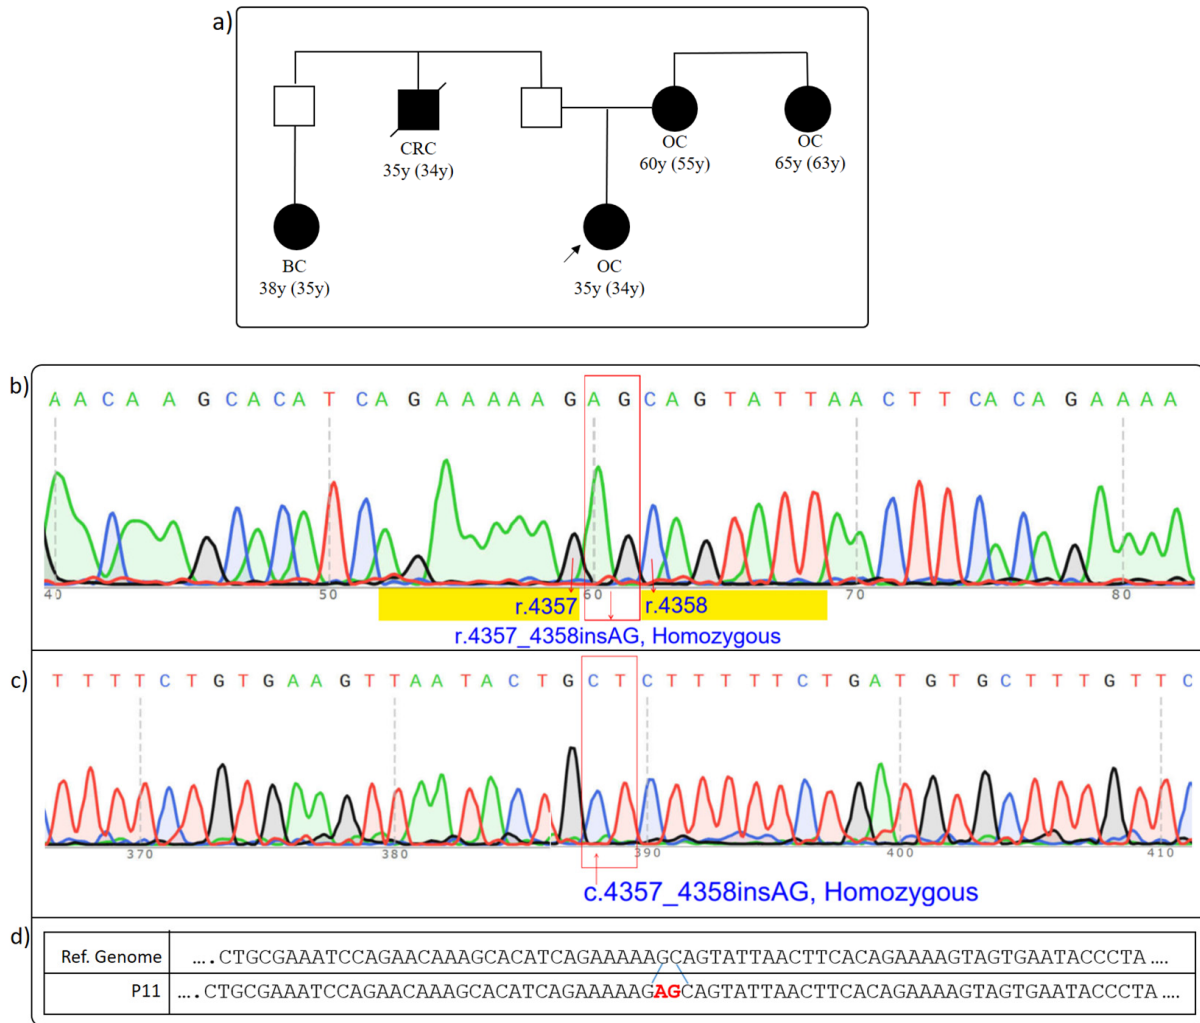 a)
CRC
35y (34y)
OC
60y (55y)
OC
65y (63y)
BC
38y (35y)
OC
35y (34y)
b)
A A C A A G C A C A T C A G A A A A A G A G C A G T A T T A A C T T C A C A G A A A A
40 50 60 70 80
r.4357 r.4358
r.4357_4358insAG, Homozygous
c)
T T T T C T G T G A A G T T A A T A C T G C T C T T T T T C T G A T G T G C T T T G T T C
370 380 390 400 410
c.4357_4358insAG, Homozygous
d)
Ref. Genome ….CTGCGAAATCCAGAACAAAGCACATCAGAAAAAGCAGTATTAACTTCACAGAAAAGTAGTGAATACCCTA ....
P11 ….CTGCGAAATCCAGAACAAAGCACATCAGAAAAAGAGCAGTATTAACTTCACAGAAAAGTAGTGAATACCCTA ....